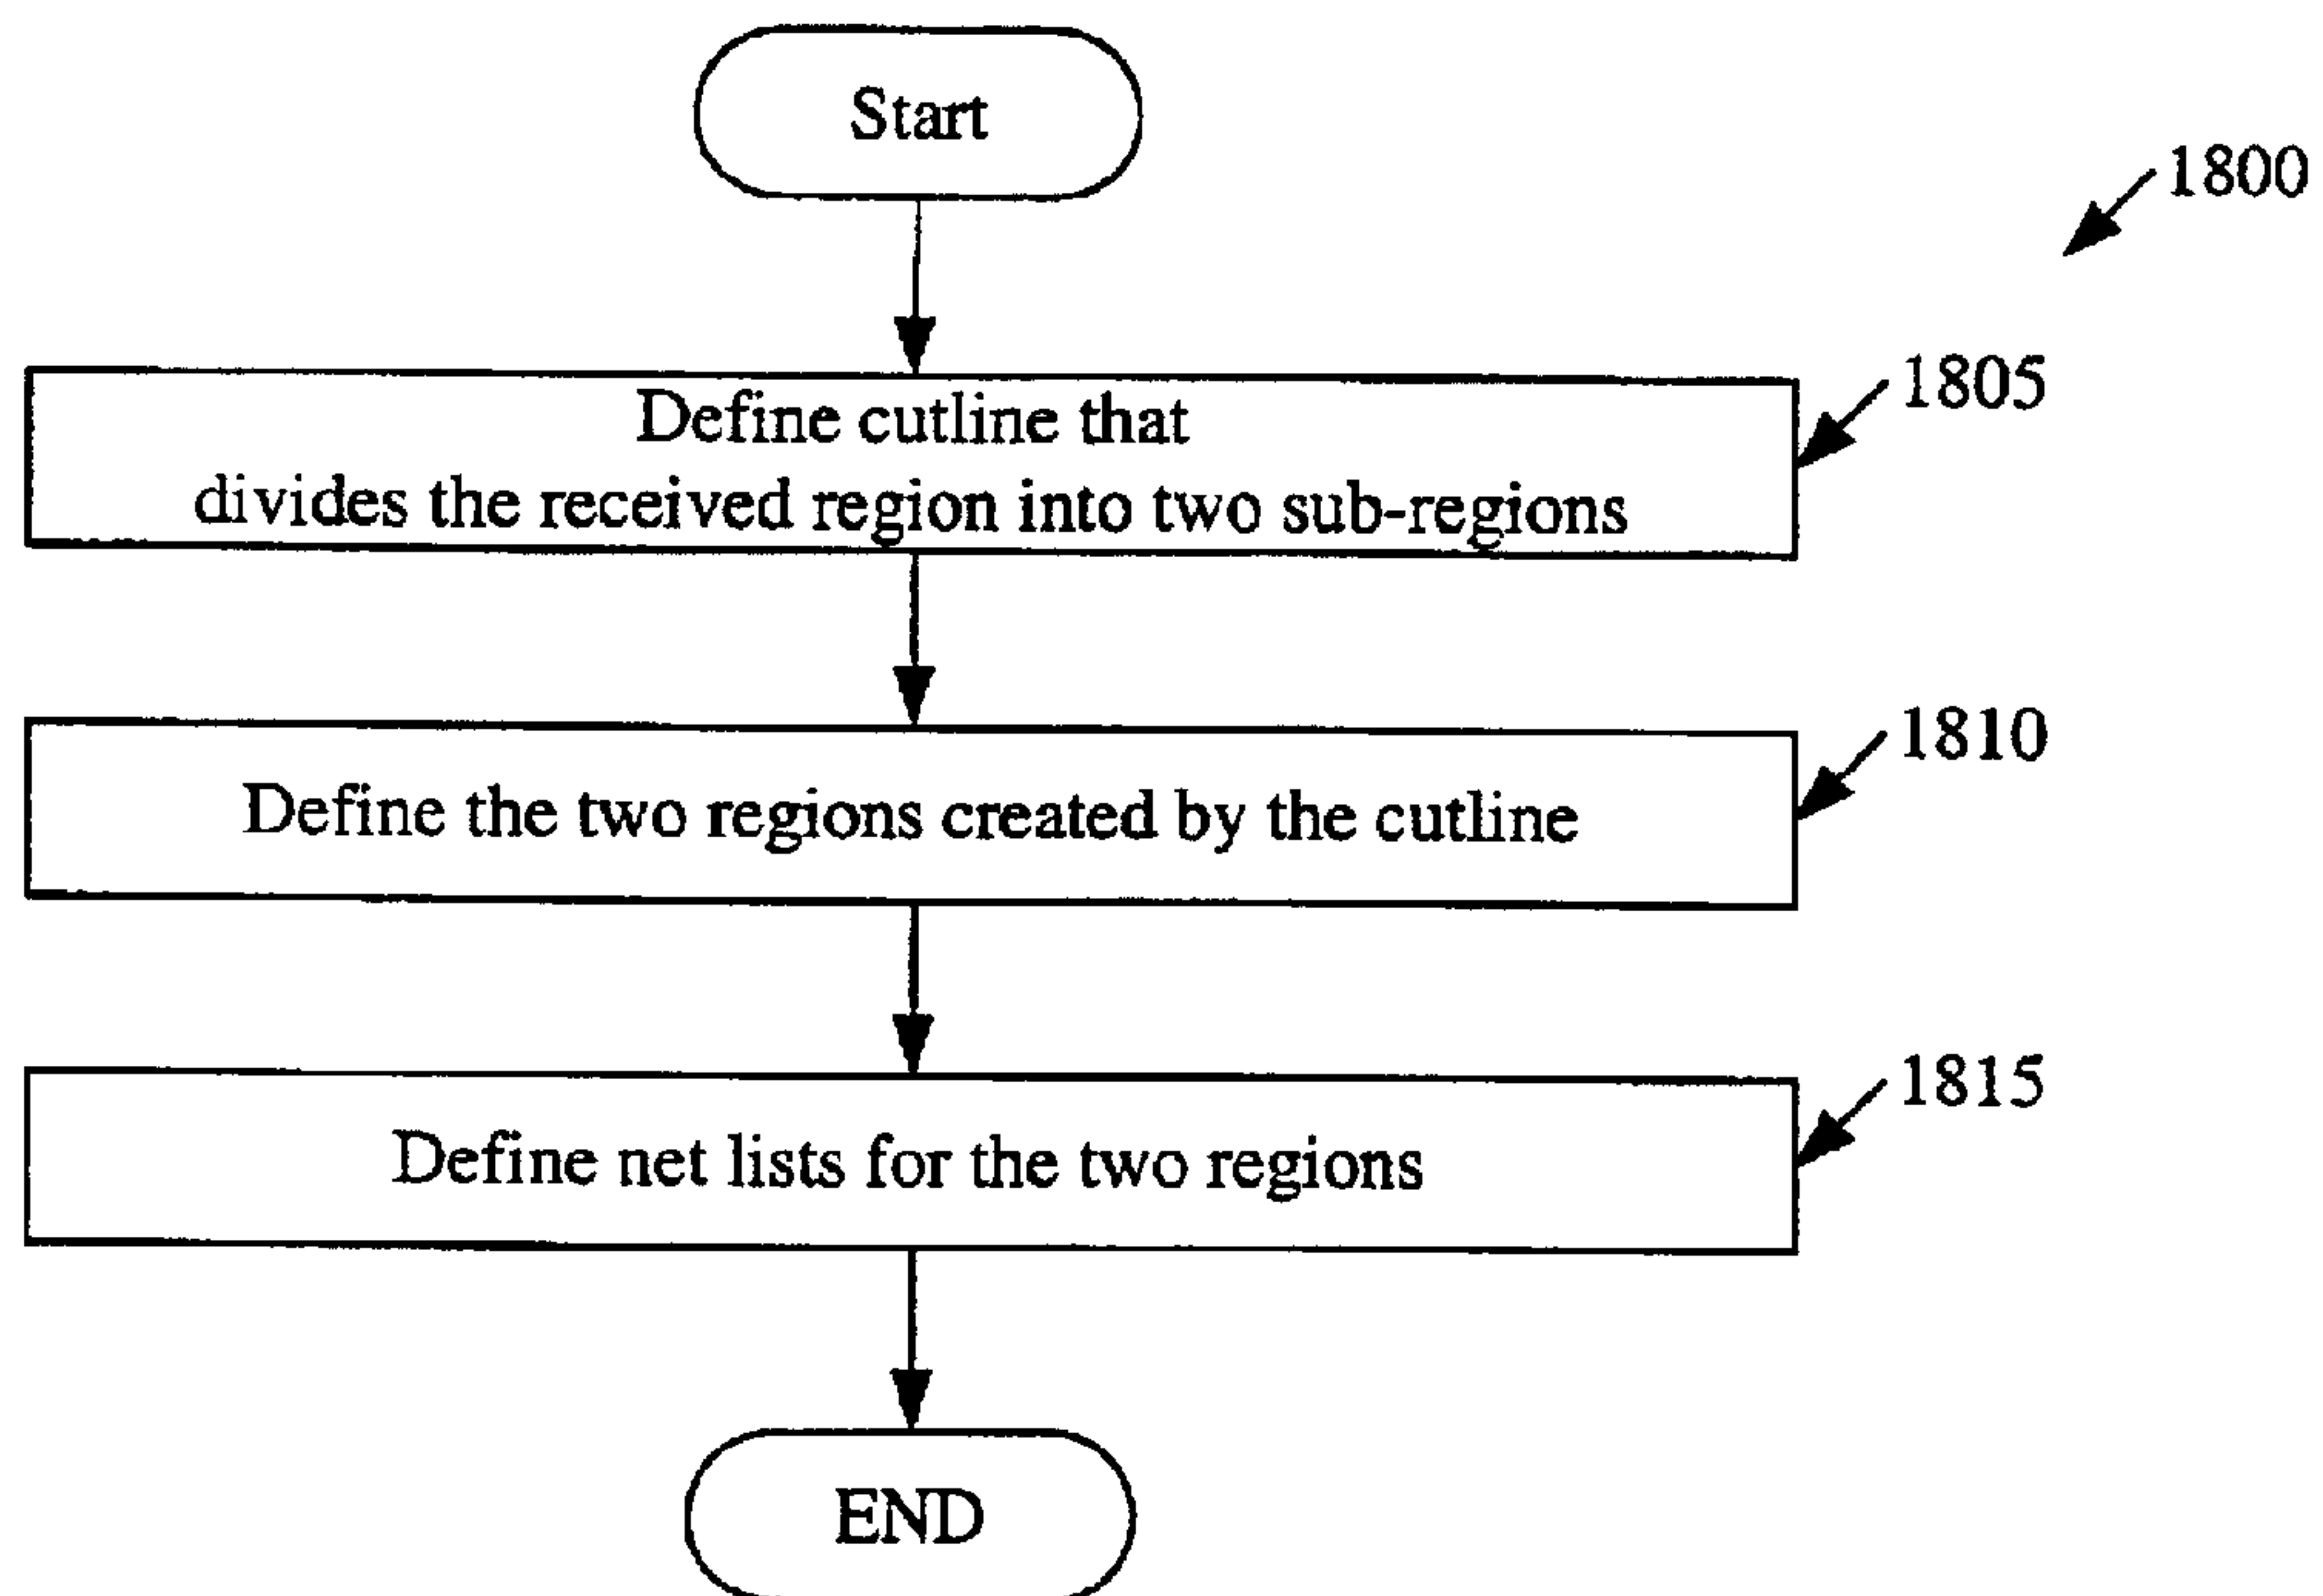 Start
1800
Define cutline that
divides the received region into two sub-regions
1805
Define the two regions created by the cutline
1810
Define net lists for the two regions
1815
END